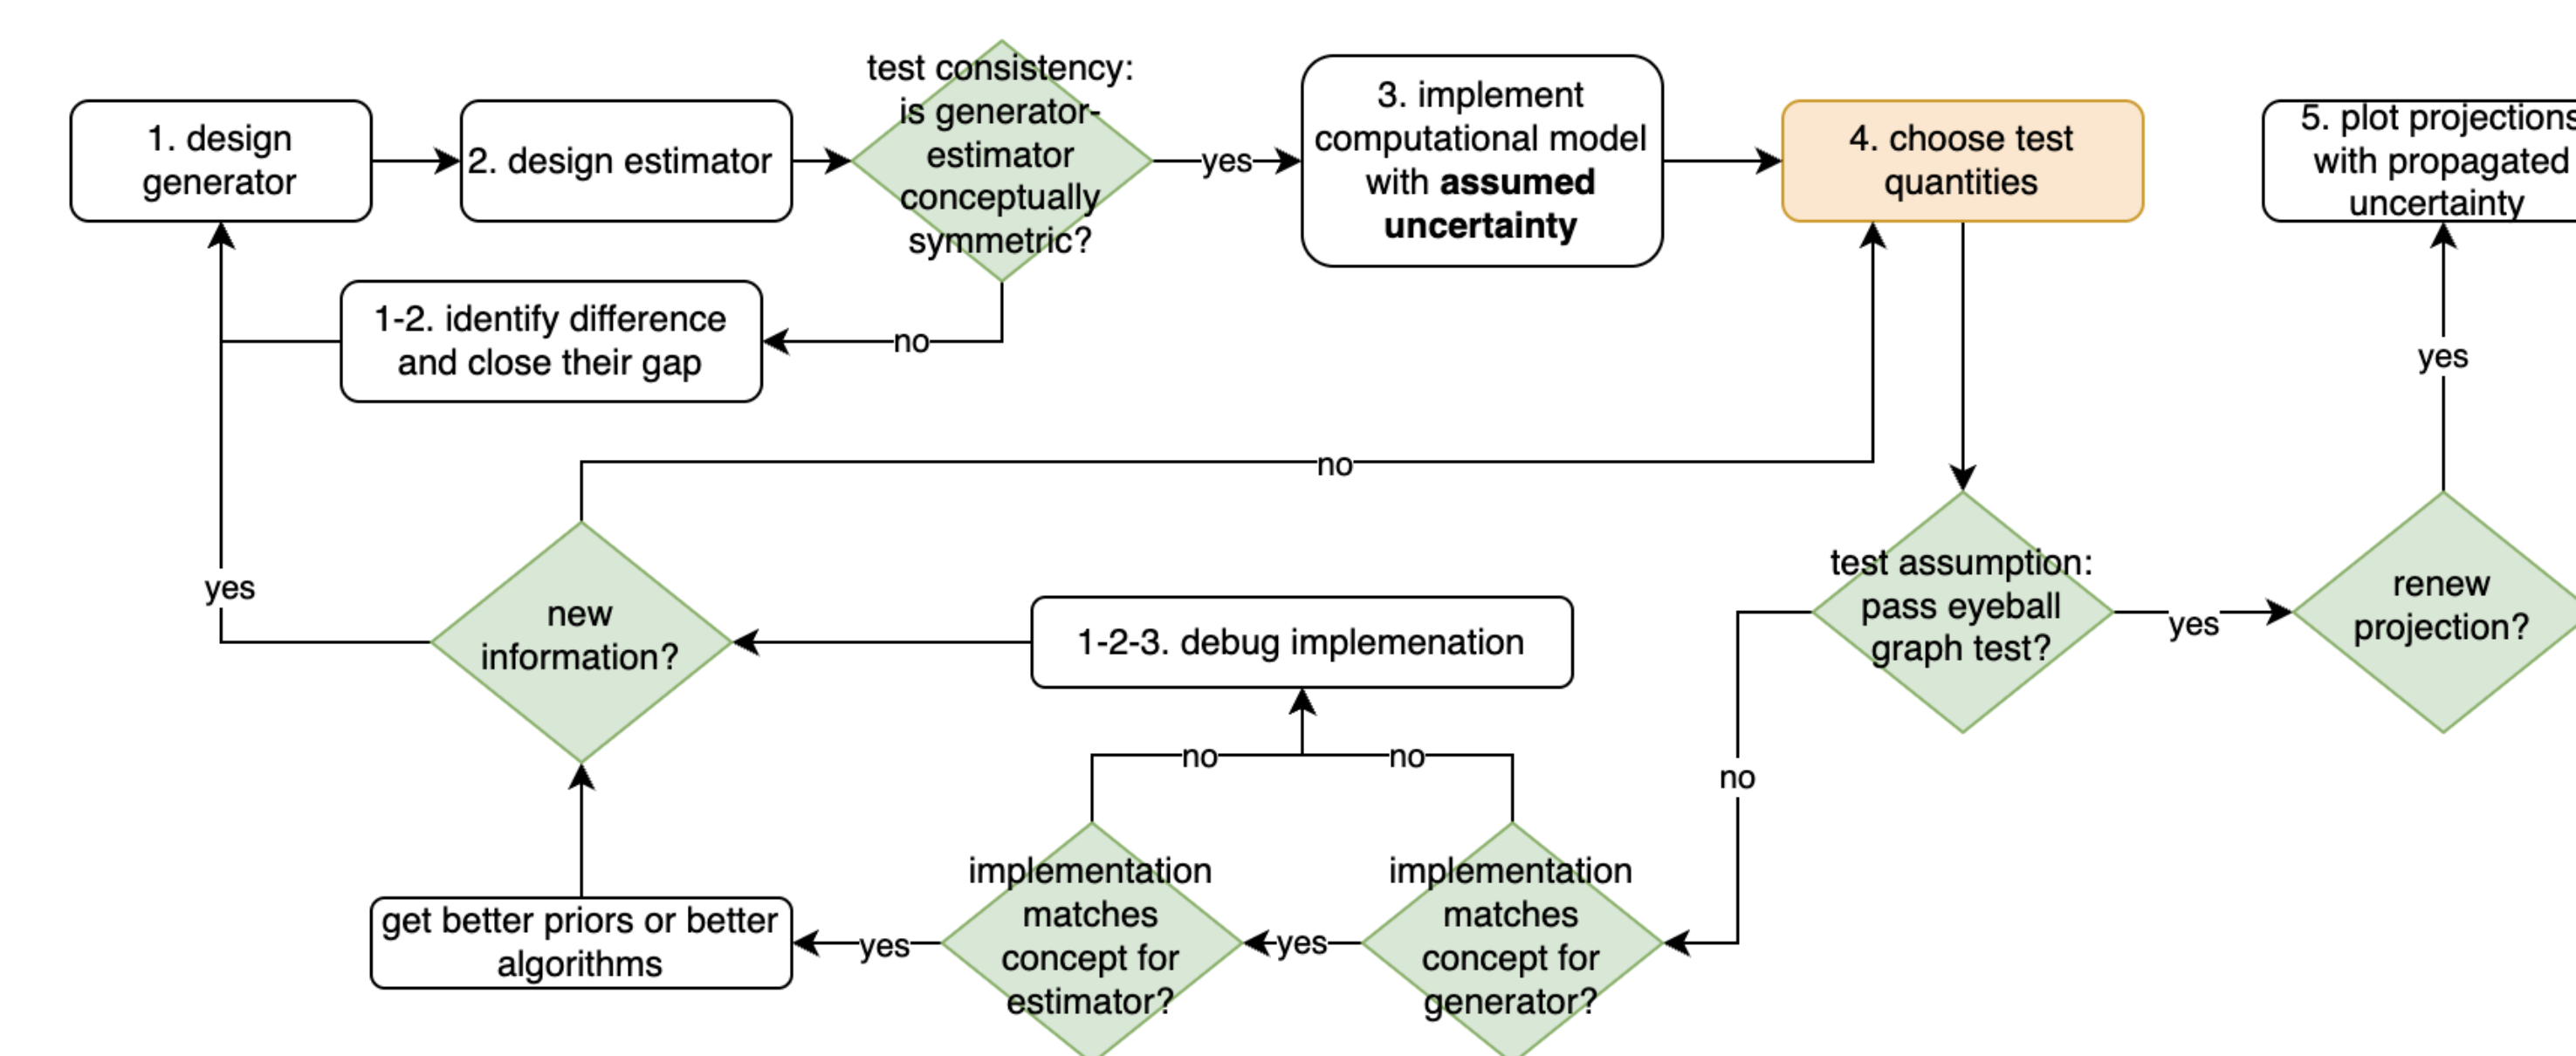 1. design
generator
2. design estimator
test consistency:
is generator-
estimator
conceptually
symmetric?
yes
3. implement
computational model
with assumed
uncertainty
4. choose test
quantities
5. plot projections
with propagated
uncertainty
1-2. identify difference
and close their gap
no
yes
no
test assumption:
pass eyeball
graph test?
yes
renew
projection?
yes
new
information?
1-2-3. debug implemenation
no
no
no
get better priors or better
algorithms
yes
implementation
matches
concept for
estimator?
yes
implementation
matches
concept for
generator?